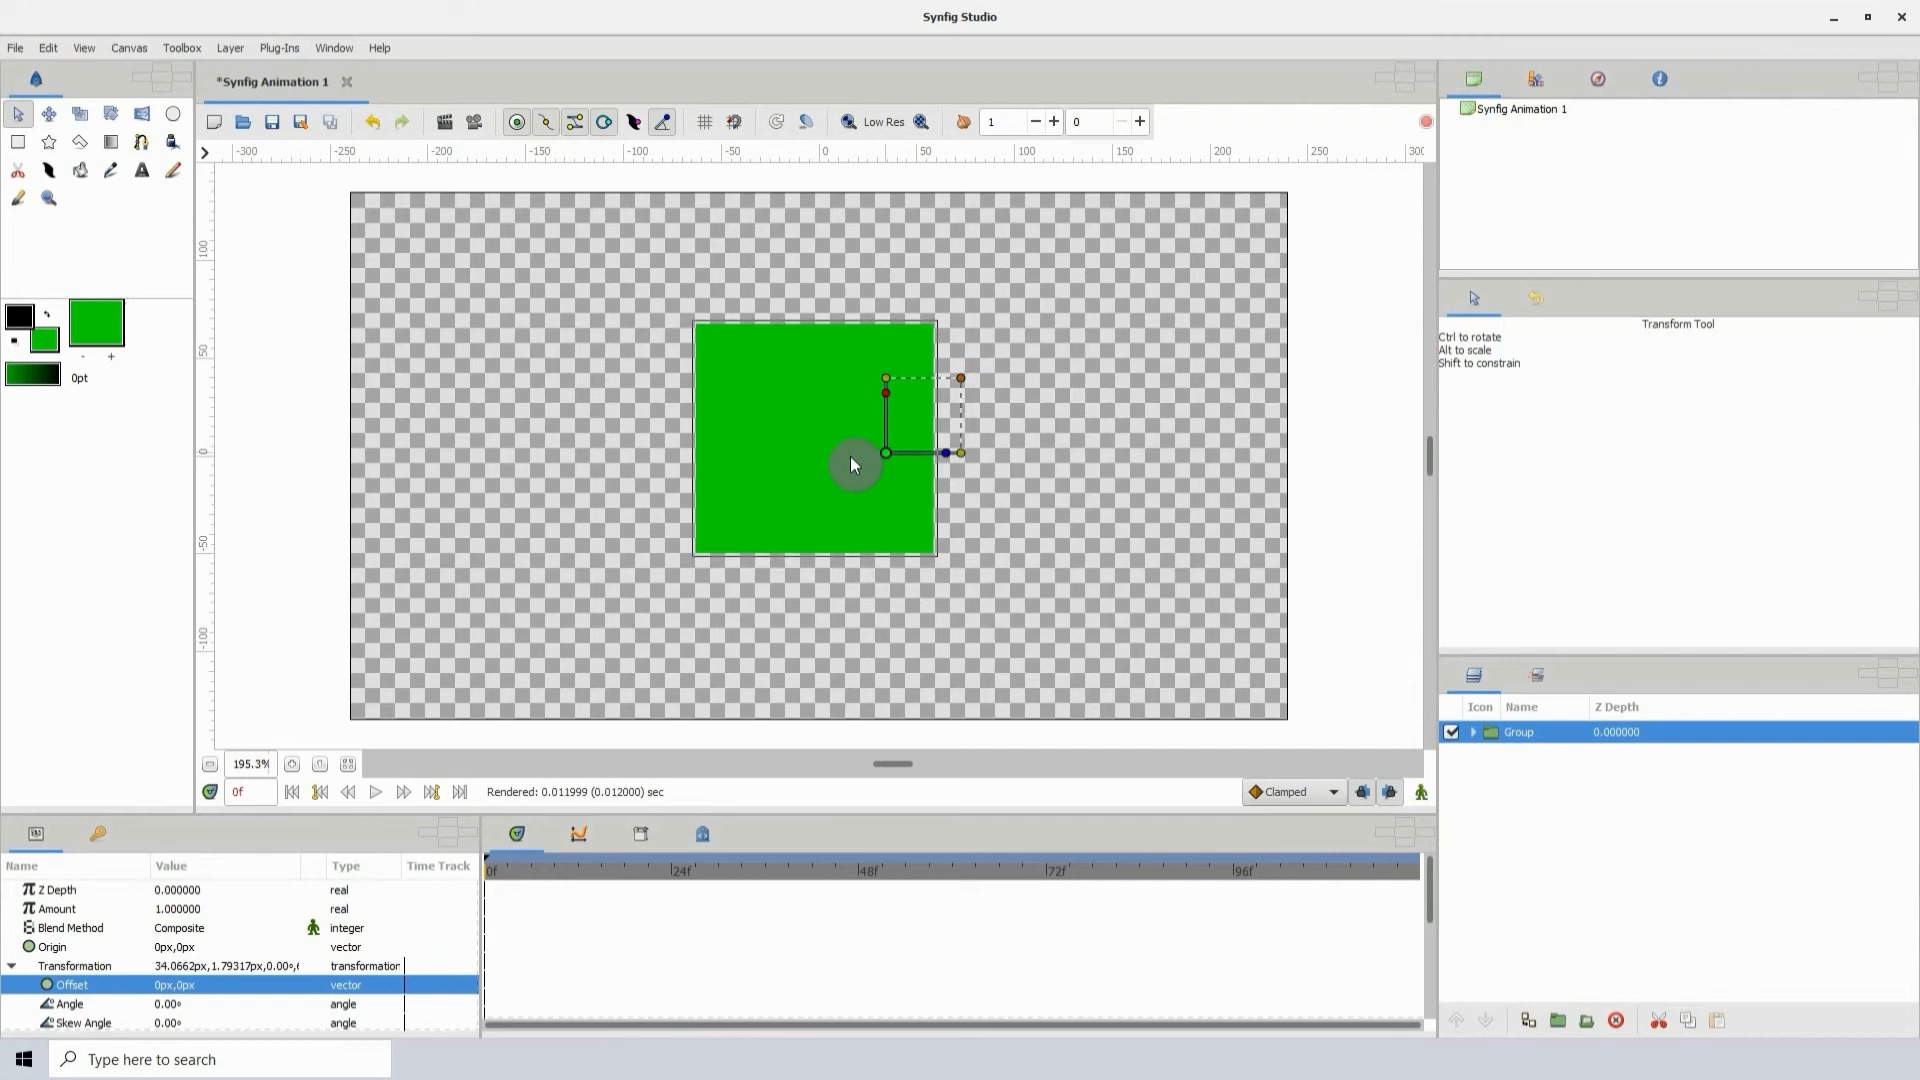 Synfig Studio
File Edit View Canvas Toolbox Layer Plug-Ins Window Help
*Synfig Animation 1
Low Res 1 0
-300 -250 -200 -150 -100 -50 0 50 100 150 200 250 300
100
50
0
-50
-100
0pt
- +
195.3%
0f
Rendered: 0.011999 (0.012000) sec
Clamped
Name Value Type Time Track
Z Depth 0.000000 real
Amount 1.000000 real
Blend Method Composite integer
Origin 0px,0px vector
Transformation 34.0662px,1.79317px,0.00°, transformation
Offset 0px,0px vector
Angle 0.00° angle
Skew Angle 0.00° angle
0f 24f 48f 72f 96f
Synfig Animation 1
Transform Tool
Ctrl to rotate
Alt to scale
Shift to constrain
Icon Name Z Depth
Group 0.000000
Type here to search